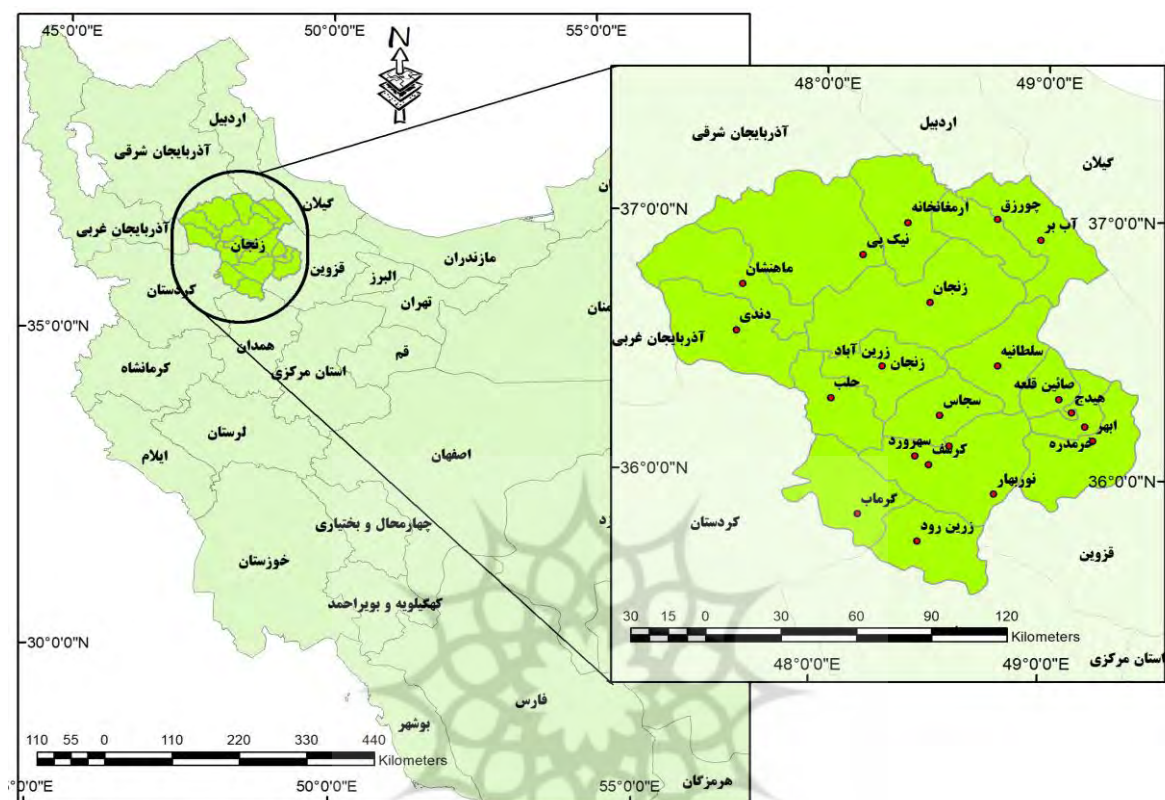 45°0'0"E
50°0'0"E
55°0'0"E
N
اردبیل
آذربایجان شرقی
گیلان
آذربایجان غربی
زنجان
قزوین
مازندران
البرز
کردستان
تهران
35°0'0"N
همدان
قم
کرمانشاه
استان مرکزی
لرستان
ایلام
اصفهان
چهارمحال و بختیاری
خوزستان
کهگیلویه و بویراحمد
30°0'0"N
فارس
بوشهر
هرمزگان
110 55 0 110 220 330 440
Kilometers
50°0'0"E
55°0'0"E
48°0'0"E
49°0'0"E
اردبیل
آذربایجان شرقی
گیلان
37°0'0"N
37°0'0"N
ارمغانخانه
چورزق
آب بر
نیک پی
ماهنشان
زنجان
دندی
آذربایجان غربی
سلطانیه
زرین آباد
زنجان
حلب
صائین قلعه
هیدج
سجاس
ابهر
خرمدره
سهرورد
کرسف
36°0'0"N
36°0'0"N
نوربهار
گرماب
کردستان
زرین رود
قزوین
30 15 0 30 60 90 120
Kilometers
استان مرکزی
48°0'0"E
49°0'0"E